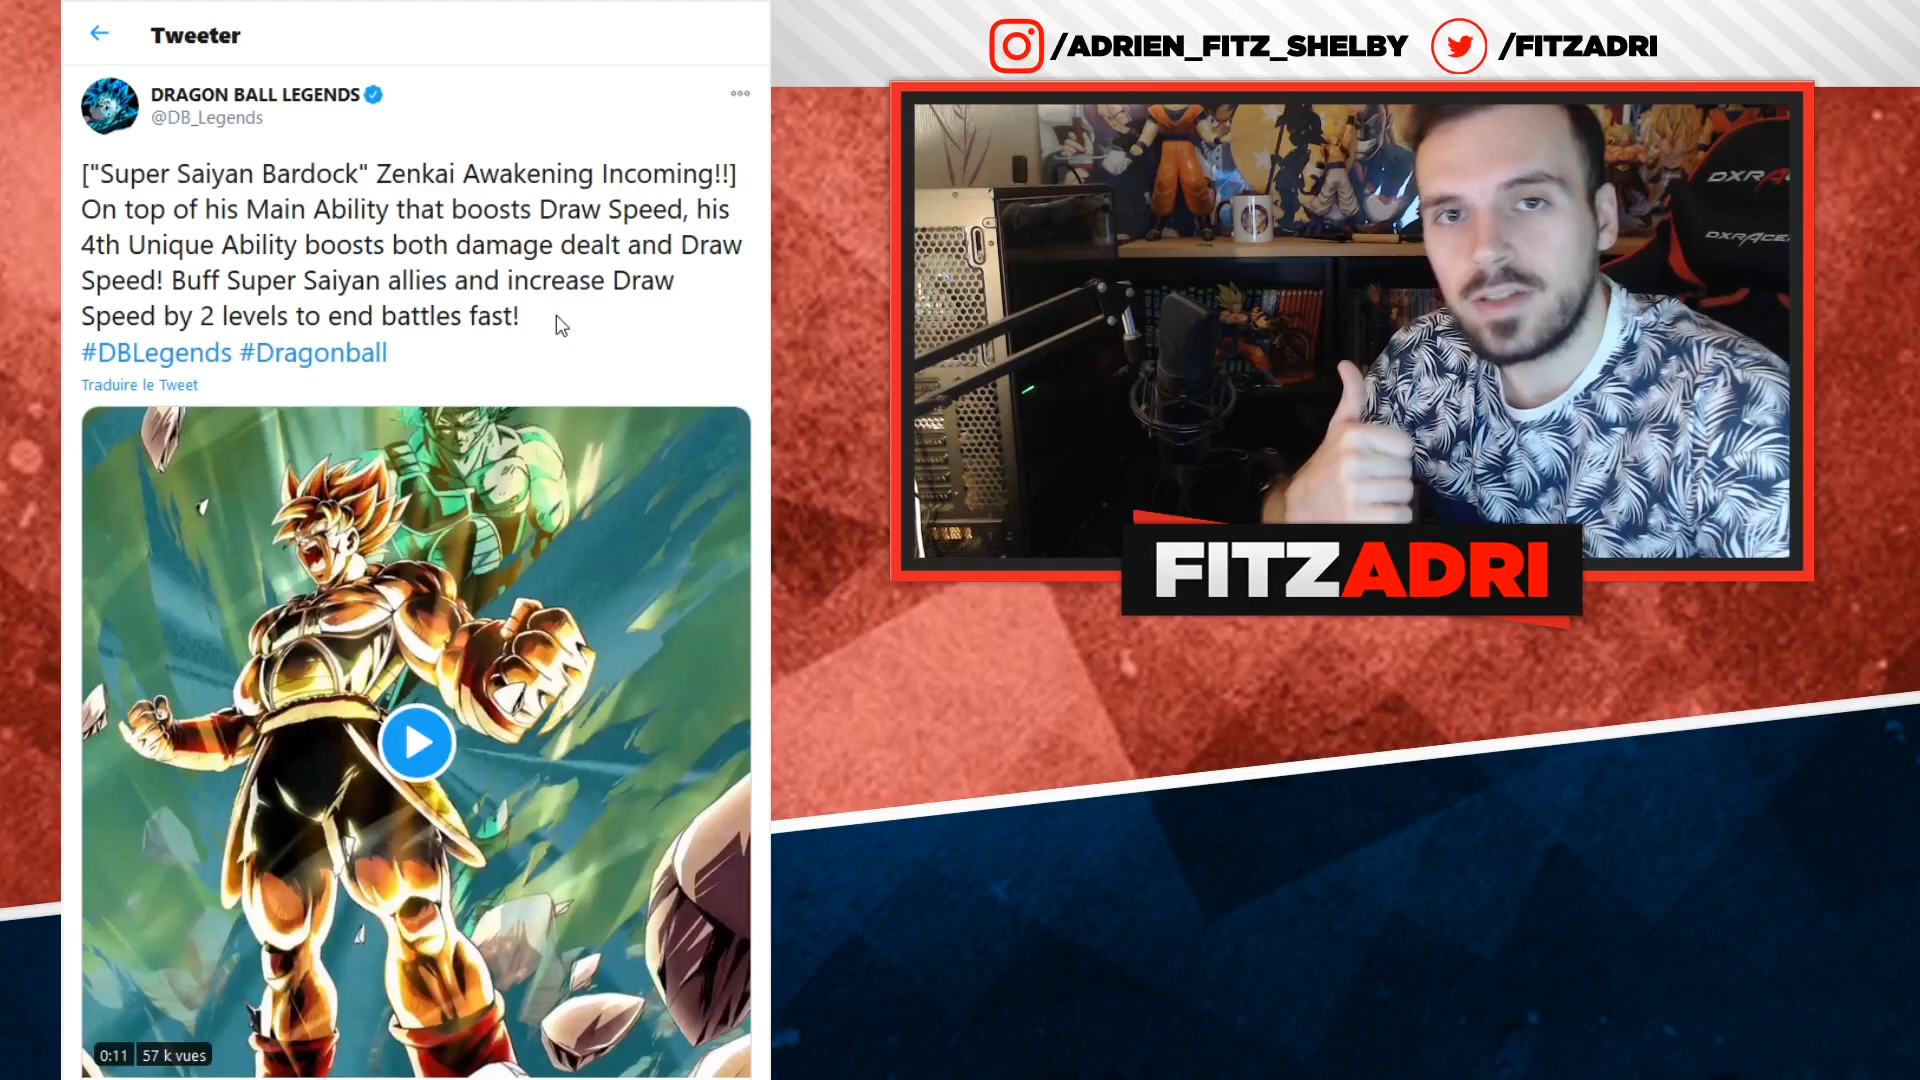 Tweeter
DRAGON BALL LEGENDS
@DB_Legends
["Super Saiyan Bardock" Zenkai Awakening Incoming!!]
On top of his Main Ability that boosts Draw Speed, his
4th Unique Ability boosts both damage dealt and Draw
Speed! Buff Super Saiyan allies and increase Draw
Speed by 2 levels to end battles fast!
#DBLegends #Dragonball
Traduire le Tweet
0:11 57 k vues
/ADRIEN_FITZ_SHELBY /FITZADRI
DXRA
DXRACE
FITZADRI